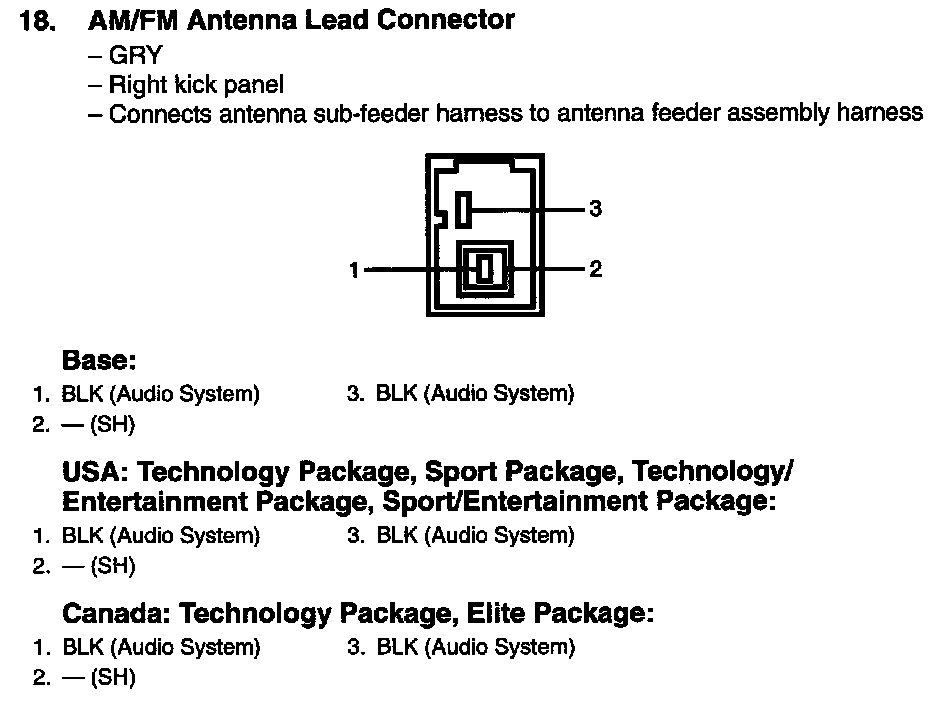 18. AM/FM Antenna Lead Connector
– GRY
– Right kick panel
– Connects antenna sub-feeder harness to antenna feeder assembly harness
3
1
2
Base:
1. BLK (Audio System) 3. BLK (Audio System)
2. — (SH)
USA: Technology Package, Sport Package, Technology/
Entertainment Package, Sport/Entertainment Package:
1. BLK (Audio System) 3. BLK (Audio System)
2. — (SH)
Canada: Technology Package, Elite Package:
1. BLK (Audio System) 3. BLK (Audio System)
2. — (SH)